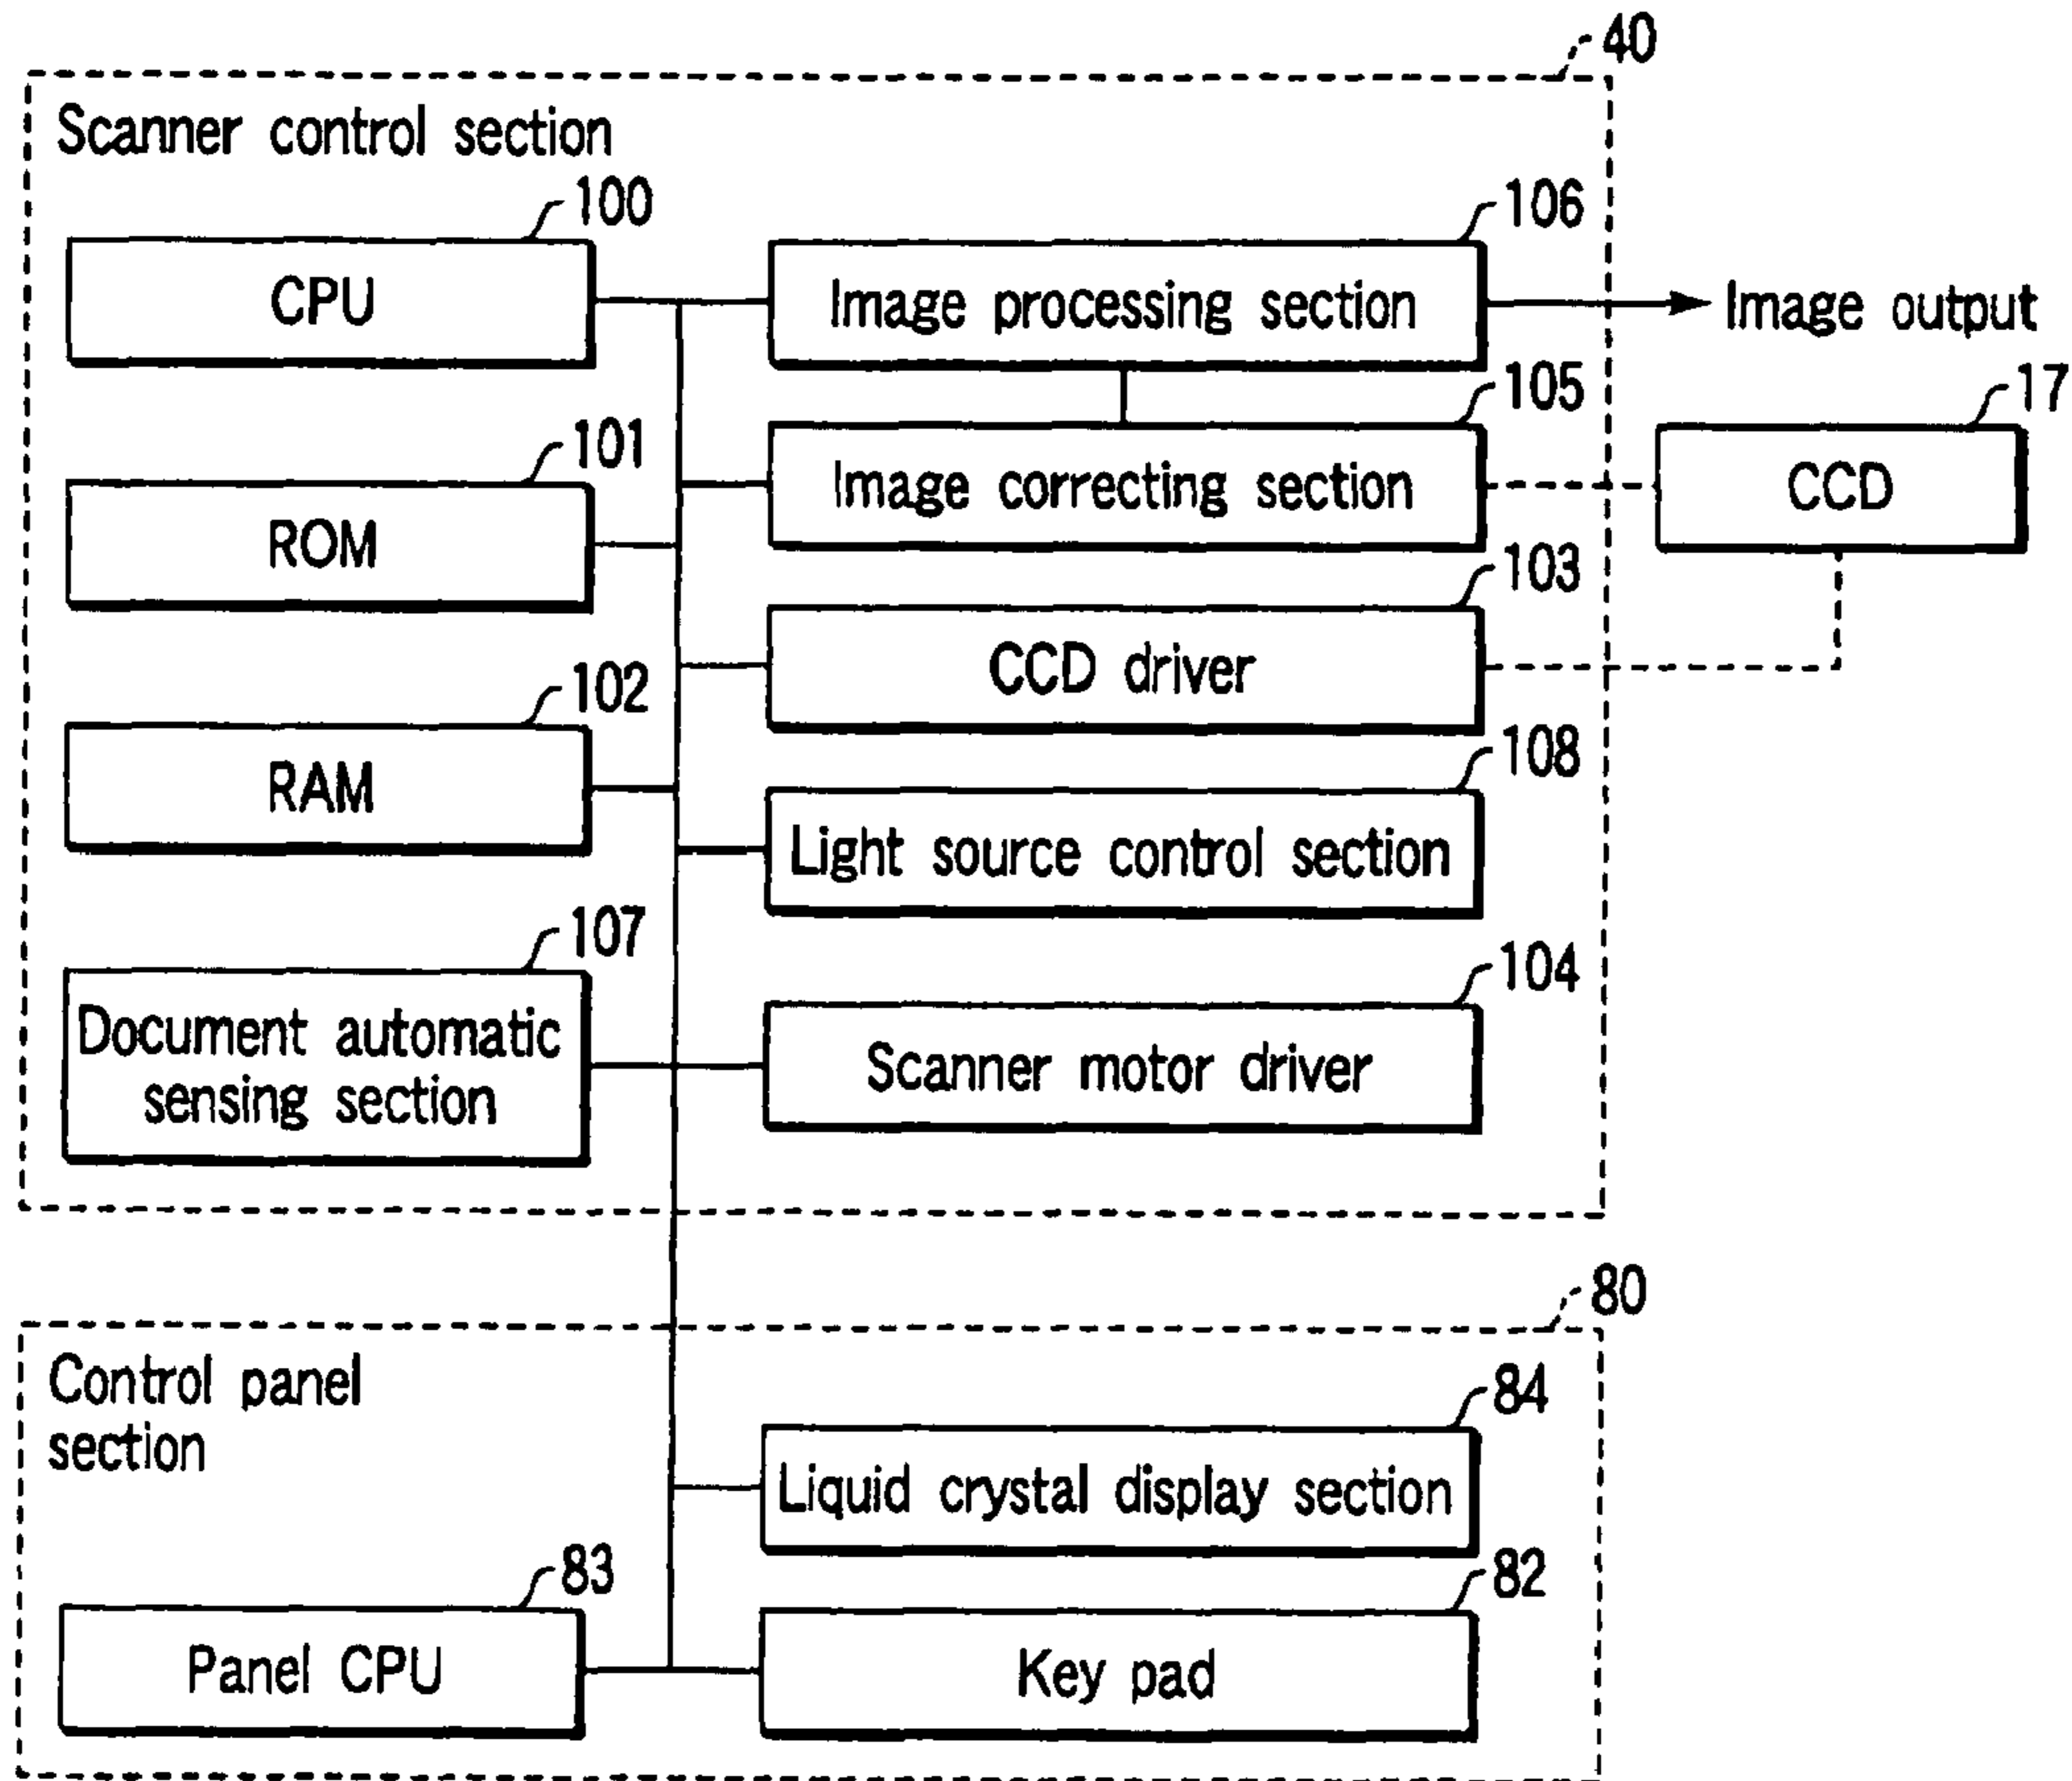 40
Scanner control section
100
CPU
106
Image processing section
Image output
105
Image correcting section
17
CCD
101
ROM
103
CCD driver
102
RAM
108
Light source control section
107
Document automatic
sensing section
104
Scanner motor driver
80
Control panel
section
84
Liquid crystal display section
83
Panel CPU
82
Key pad